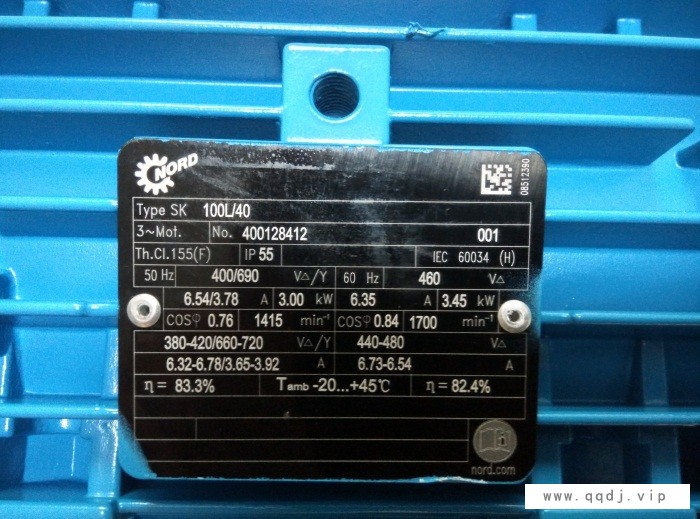 NORD
08512390
Type SK 100L/40
3~Mot. No. 400128412 001
Th.Cl.155(F) IP 55 IEC 60034 (H)
50 Hz 400/690 V△/Y 60 Hz 460 V△
6.54/3.78 A 3.00 kW 6.35 A 3.45 kW
COSφ 0.76 1415 min⁻¹ COSφ 0.84 1700 min⁻¹
380-420/660-720 V△/Y 440-480 V△
6.32-6.78/3.65-3.92 A 6.73-6.54 A
η = 83.3% Tamb -20...+45℃ η = 82.4%
nord.com
www.qqdj.vip